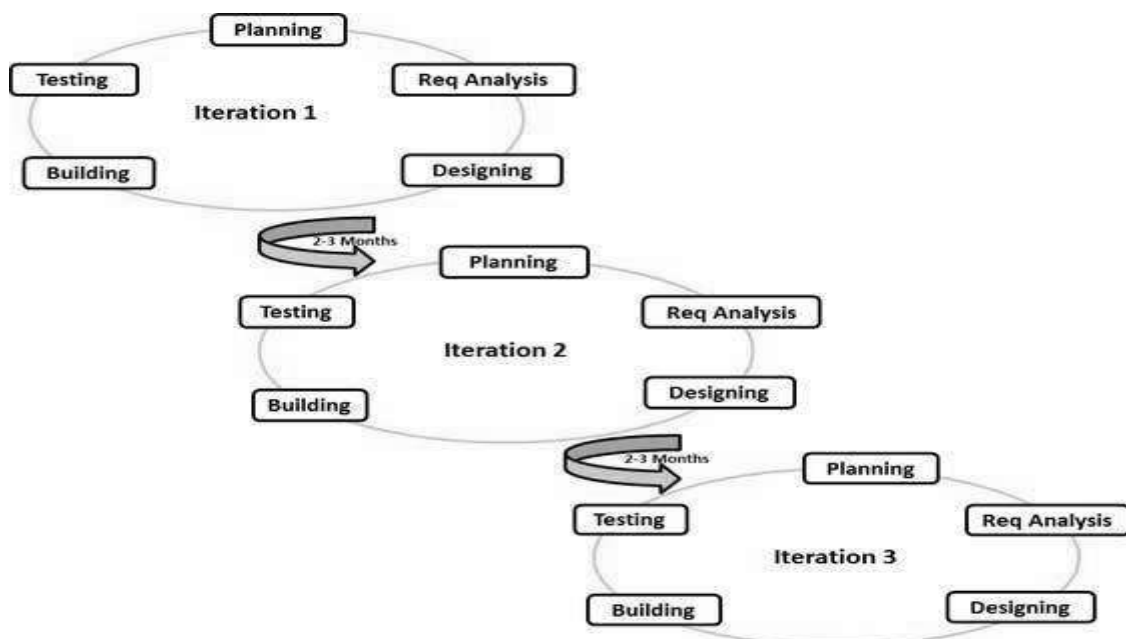 Planning
Testing
Req Analysis
Iteration 1
Building
Designing
2-3 Months
Planning
Testing
Req Analysis
Iteration 2
Building
Designing
2-3 Months
Planning
Testing
Req Analysis
Iteration 3
Building
Designing